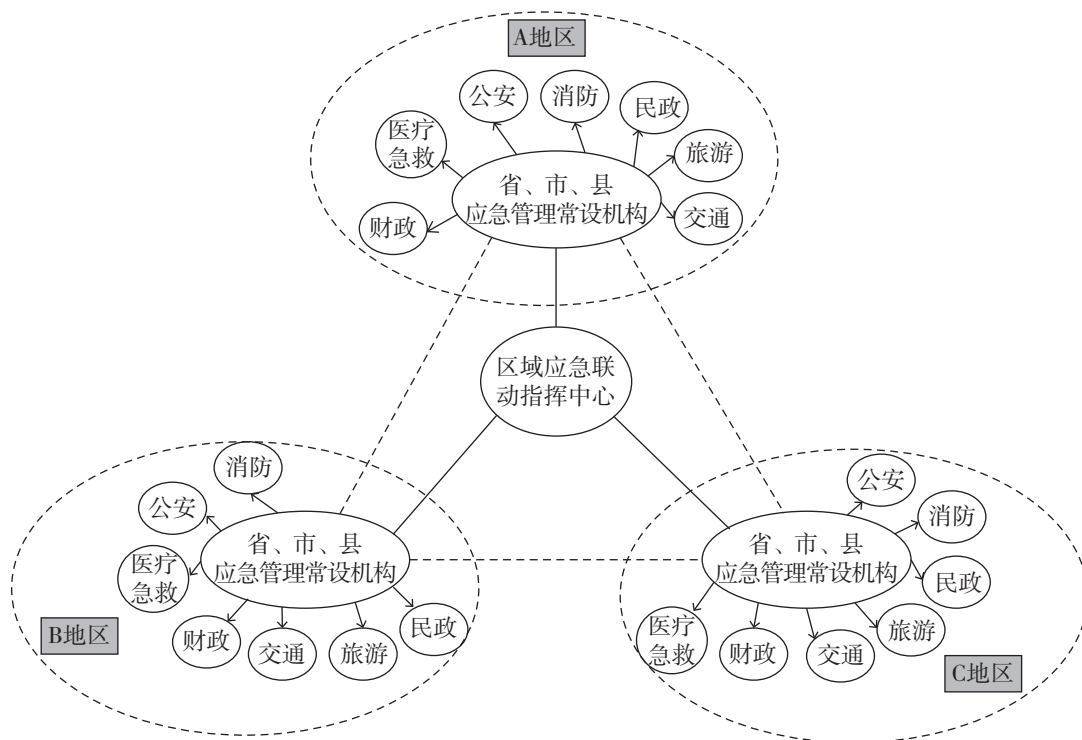 A地区
公安
消防
民政
医疗
急救
旅游
省、市、县
应急管理常设机构
财政
交通
区域应急联
动指挥中心
消防
公安
医疗
急救
省、市、县
应急管理常设机构
B地区
财政
交通
旅游
民政
公安
消防
省、市、县
应急管理常设机构
民政
医疗
急救
财政
交通
旅游
C地区